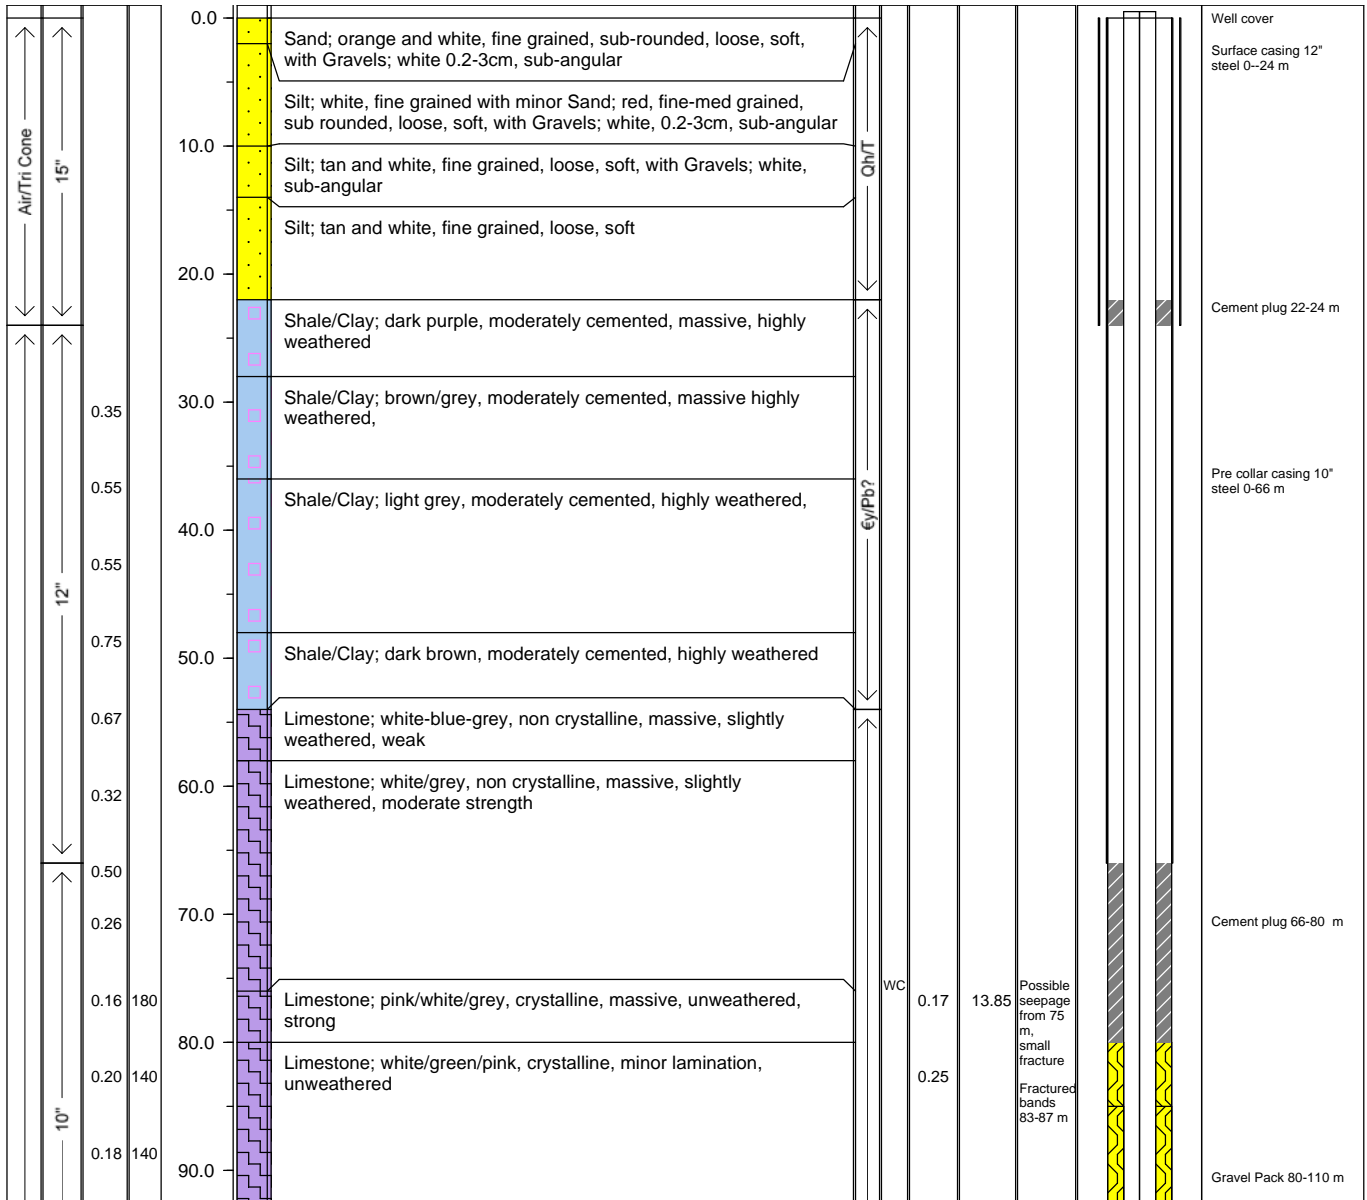 0.0
Well cover
Sand; orange and white, fine grained, sub-rounded, loose, soft,
with Gravels; white 0.2-3cm, sub-angular
Surface casing 12"
steel 0--24 m
Silt; white, fine grained with minor Sand; red, fine-med grained,
sub rounded, loose, soft, with Gravels; white, 0.2-3cm, sub-angular
Air/Tri Cone
15"
10.0
Qh/T
Silt; tan and white, fine grained, loose, soft, with Gravels; white,
sub-angular
Silt; tan and white, fine grained, loose, soft
20.0
Cement plug 22-24 m
Shale/Clay; dark purple, moderately cemented, massive, highly
weathered
0.35
30.0
Shale/Clay; brown/grey, moderately cemented, massive highly
weathered,
Pre collar casing 10"
steel 0-66 m
0.55
Shale/Clay; light grey, moderately cemented, highly weathered,
€y/Pb?
40.0
0.55
12"
0.75
50.0
Shale/Clay; dark brown, moderately cemented, highly weathered
0.67
Limestone; white-blue-grey, non crystalline, massive, slightly
weathered, weak
60.0
0.32
Limestone; white/grey, non crystalline, massive, slightly
weathered, moderate strength
0.50
70.0
0.26
Cement plug 66-80 m
0.16
180
Limestone; pink/white/grey, crystalline, massive, unweathered,
strong
WC
0.17
13.85
Possible
seepage
from 75
m,
small
fracture
80.0
0.20
140
Limestone; white/green/pink, crystalline, minor lamination,
unweathered
0.25
Fractured
bands
83-87 m
10"
0.18
140
90.0
Gravel Pack 80-110 m